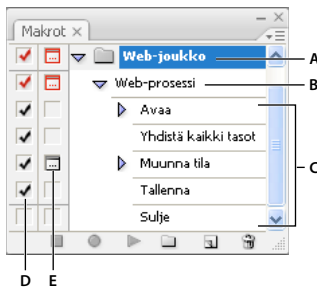 Makrot
Web-joukko
A
Web-prosessi
B
Avaa
Yhdistä kaikki tasot
Muunna tila
C
Tallenna
Sulje
D E